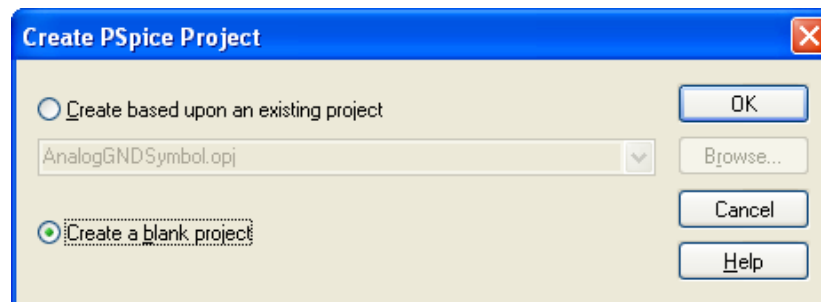 Create PSpice Project
Create based upon an existing project
OK
AnalogGNDSymbol.opj
Browse...
Cancel
Create a blank project
Help